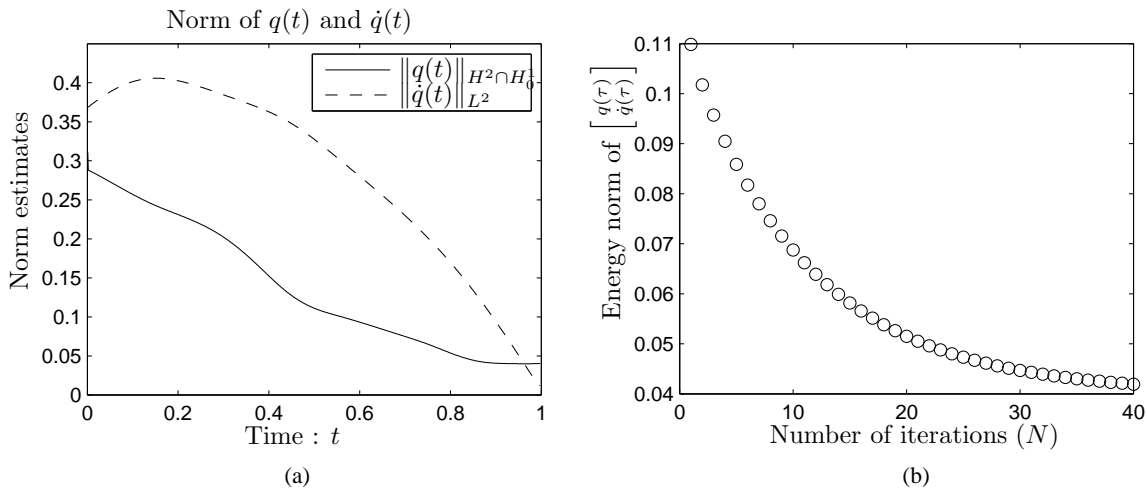 Norm of q(t) and q̇(t)
‖q(t)‖_{H²∩H₀¹}
‖q̇(t)‖_{L²}
Norm estimates
0.4
0.35
0.3
0.25
0.2
0.15
0.1
0.05
0
0 0.2 0.4 0.6 0.8 1
Time : t
(a)
Energy norm of [q(τ) q̇(τ)]
0.11
0.1
0.09
0.08
0.07
0.06
0.05
0.04
0 10 20 30 40
Number of iterations (N)
(b)